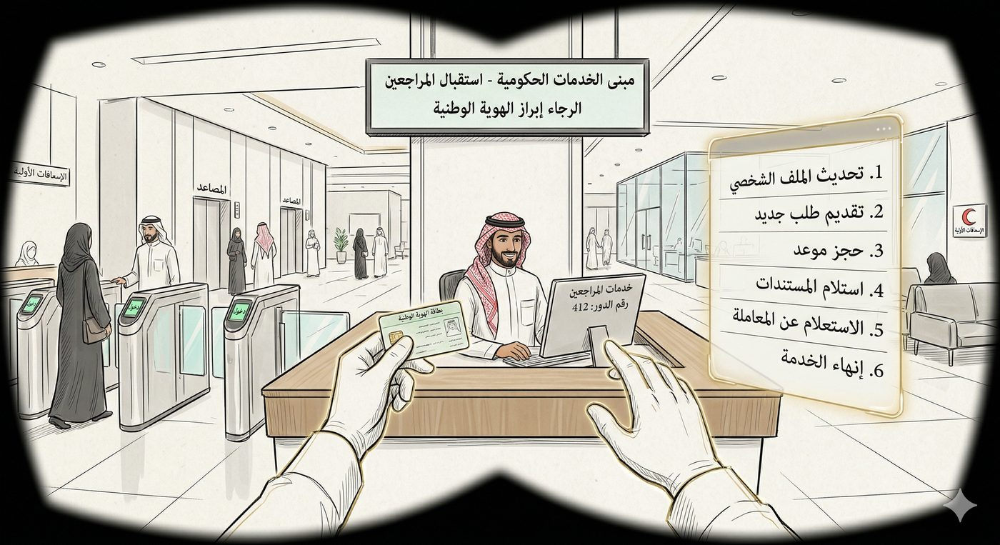 مبنى الخدمات الحكومية - استقبال المراجعين
الرجاء إبراز الهوية الوطنية
الإسعافات الأولية
المصاعد
المصاعد
دخول
دخول
دخول
بطاقة الهوية الوطنية
خدمات المراجعين
رقم الدور: 412
1. تحديث الملف الشخصي
2. تقديم طلب جديد
3. حجز موعد
4. استلام المستندات
5. الاستعلام عن المعاملة
6. إنهاء الخدمة
الإسعافات الأولية